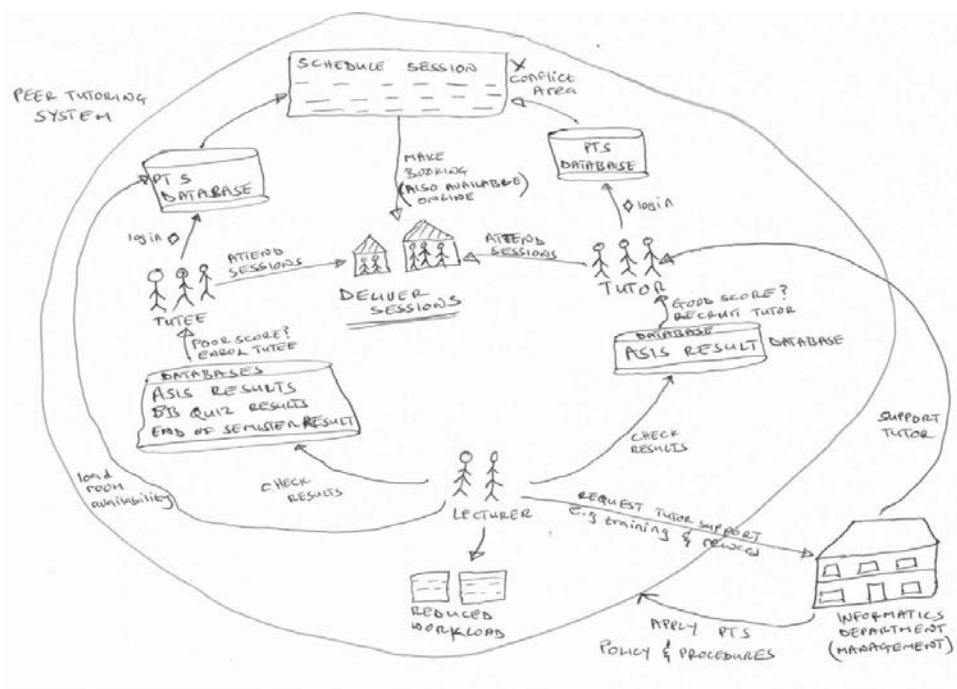 SCHEDULE SESSION
X
CONFLICT
AREA
PEER TUTORING
SYSTEM
PTS
DATABASE
PTS
DATABASE
MAKE
BOOKING
(ALSO AVAILABLE)
ONLINE
login
login
ATTEND
SESSIONS
ATTEND
SESSIONS
TUTEE
DELIVER
SESSIONS
TUTOR
POOR SCORE?
ENROL TUTEE
GOOD SCORE?
RECRUIT TUTOR
DATABASES
ASIS RESULTS
BB QUIZ RESULTS
END OF SEMISTER RESULT
DATABASE
ASIS RESULT
DATABASE
SUPPORT
TUTOR
load
room
availability
CHECK
RESULTS
CHECK
RESULTS
LECTURER
REQUEST TUTOR SUPPORT
e.g training &
REDUCED
WORKLOAD
APPLY PTS
POLICY & PROCEDURES
INFORMATICS
DEPARTMENT
(MANAGEMENT)